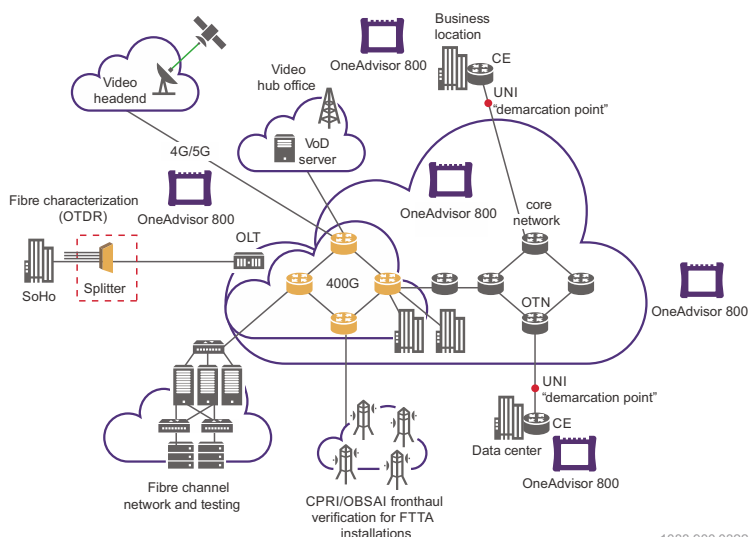 Business
location
CE
OneAdvisor 800
UNI
“demarcation point”
Video
headend
Video
hub office
VoD
server
4G/5G
Fibre characterization
(OTDR)
OneAdvisor 800
OneAdvisor 800
core
network
OLT
SoHo
Splitter
400G
OTN
OneAdvisor 800
UNI
“demarcation point”
CE
Data center
OneAdvisor 800
Fibre channel
network and testing
CPRI/OBSAI fronthaul
verification for FTTA
installations